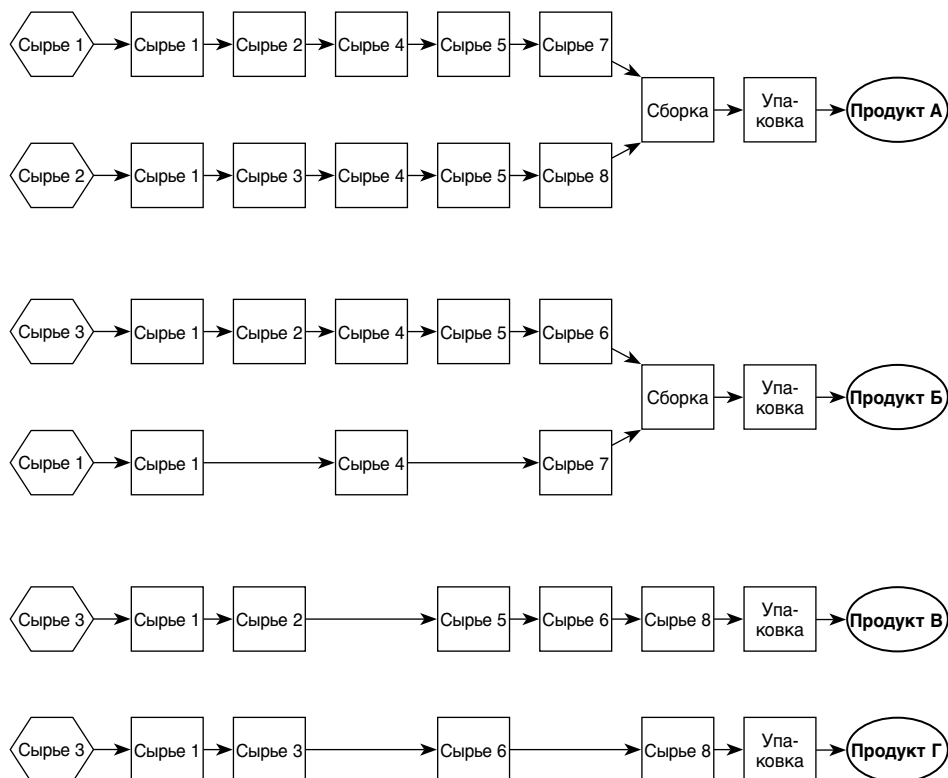 Сырье 1
Сырье 1
Сырье 2
Сырье 4
Сырье 5
Сырье 7
Сборка
Упа-
ковка
Продукт А
Сырье 2
Сырье 1
Сырье 3
Сырье 4
Сырье 5
Сырье 8
Сырье 3
Сырье 1
Сырье 2
Сырье 4
Сырье 5
Сырье 6
Сборка
Упа-
ковка
Продукт Б
Сырье 1
Сырье 1
Сырье 4
Сырье 7
Сырье 3
Сырье 1
Сырье 2
Сырье 5
Сырье 6
Сырье 8
Упа-
ковка
Продукт В
Сырье 3
Сырье 1
Сырье 3
Сырье 6
Сырье 8
Упа-
ковка
Продукт Г